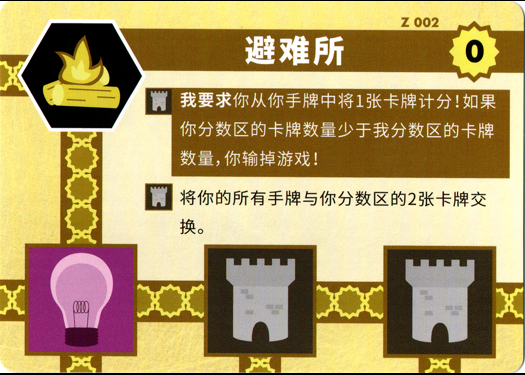 Z 002
避难所
0
我要求你从你手牌中将1张卡牌计分！如果
你分数区的卡牌数量少于我分数区的卡牌
数量，你输掉游戏！
将你的所有手牌与你分数区的2张卡牌交
换。